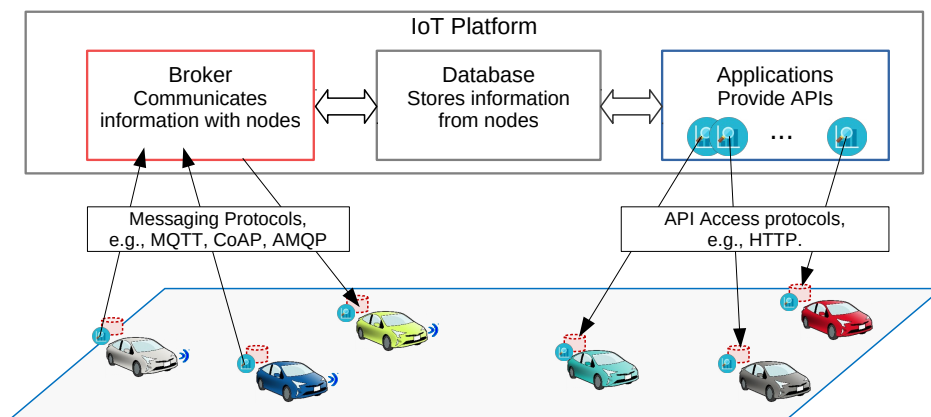 IoT Platform
Broker
Communicates
information with nodes
Database
Stores information
from nodes
Applications
Provide APIs
...
Messaging Protocols,
e.g., MQTT, CoAP, AMQP
API Access protocols,
e.g., HTTP.